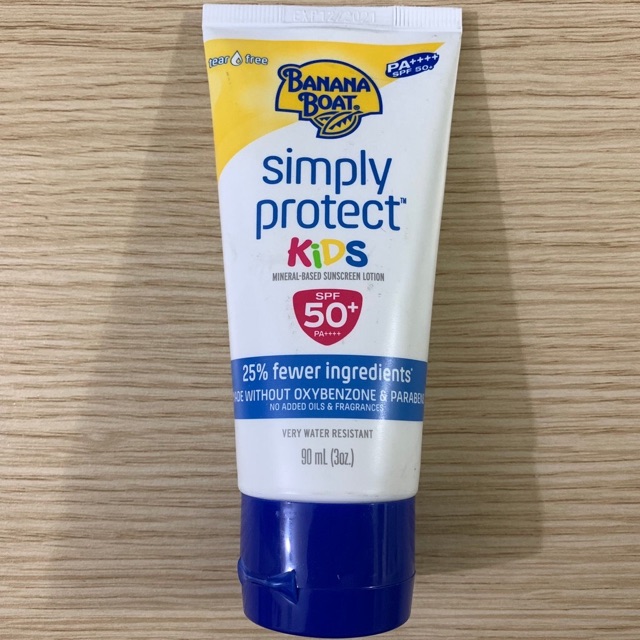 tear free
BANANA
BOAT®
PA++++
SPF 50+
simply
protect™
KiDS
MINERAL-BASED SUNSCREEN LOTION
SPF
50+
PA++++
25% fewer ingredients*
WITHOUT OXYBENZONE &
NO ADDED OILS & FRAGRANCES
VERY WATER RESISTANT
90 mL (3oz.)